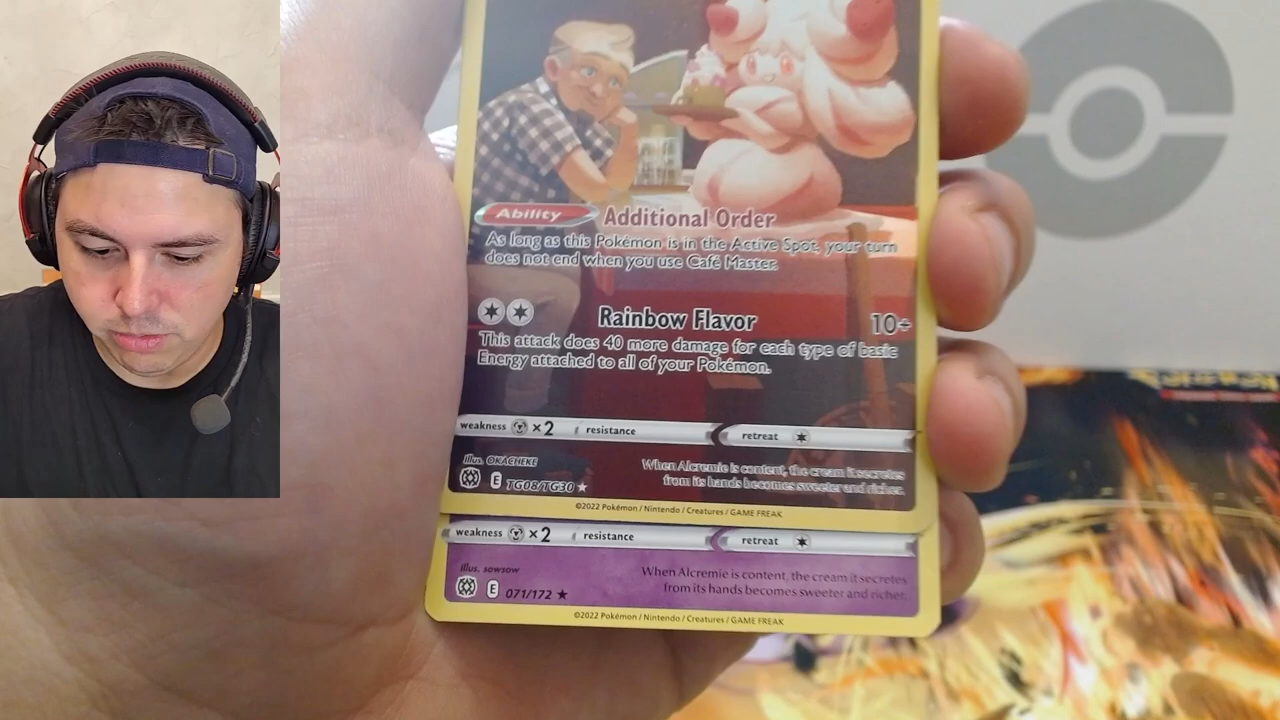 Ability Additional Order
As long as this Pokémon is in the Active Spot, your turn
does not end when you use Café Master.
Rainbow Flavor 10+
This attack does 40 more damage for each type of basic
Energy attached to all of your Pokémon.
weakness ×2 resistance retreat
Illus. OKACHEKE
When Alcremie is content, the cream it secretes
from its hands becomes sweeter and richer.
E TG08/TG30 ★
©2022 Pokémon / Nintendo / Creatures / GAME FREAK
weakness ×2 resistance retreat
Illus. sowsow
When Alcremie is content, the cream it secretes
from its hands becomes sweeter and richer.
E 071/172 ★
©2022 Pokémon / Nintendo / Creatures / GAME FREAK